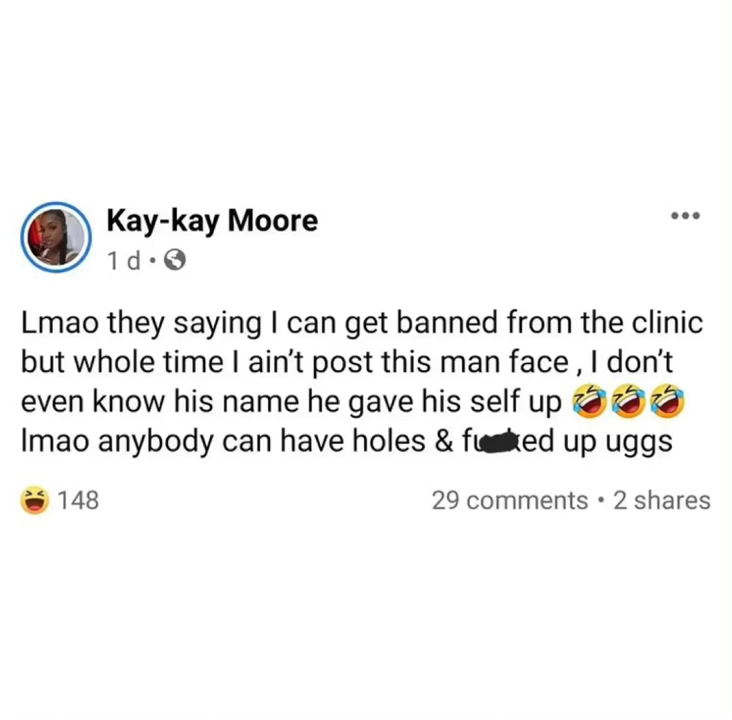 Kay-kay Moore
1 d •
Lmao they saying I can get banned from the clinic
but whole time I ain't post this man face , I don't
even know his name he gave his self up 🤣🤣🤣
lmao anybody can have holes & fu ked up uggs
148 29 comments • 2 shares